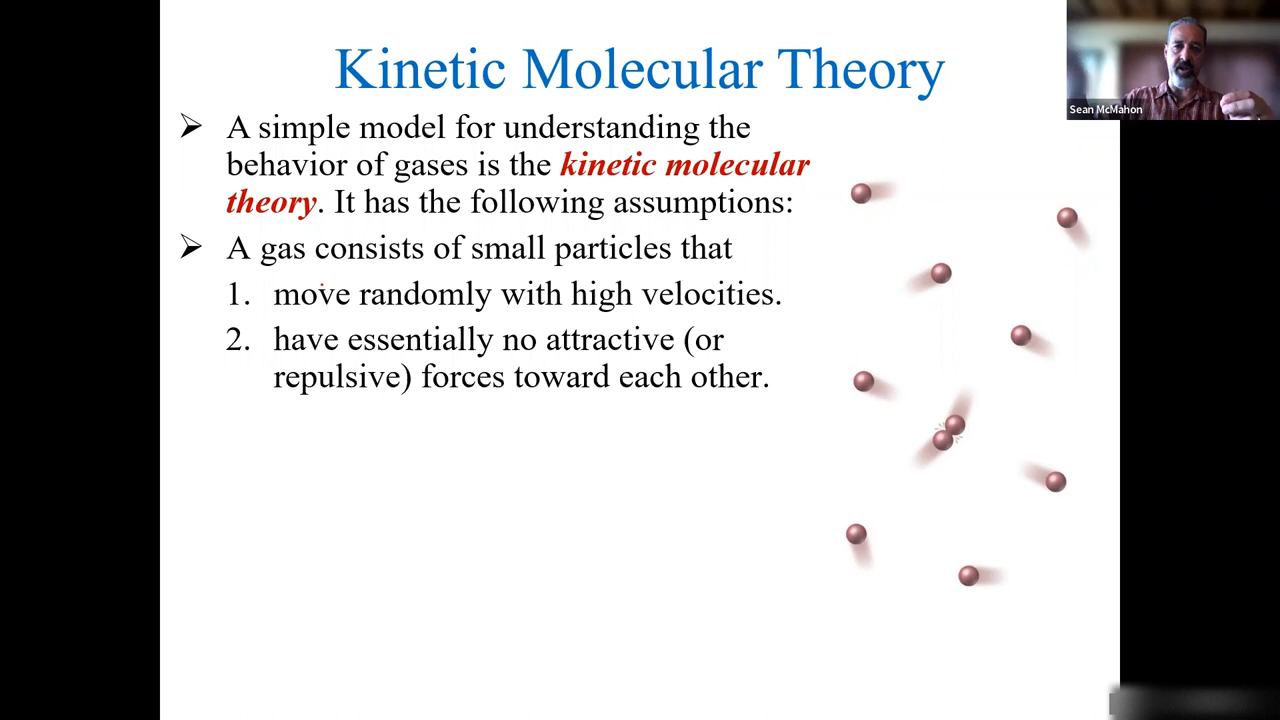 Kinetic Molecular Theory
Sean McMahon
➢ A simple model for understanding the
behavior of gases is the kinetic molecular
theory. It has the following assumptions:
➢ A gas consists of small particles that
1. move randomly with high velocities.
2. have essentially no attractive (or
repulsive) forces toward each other.